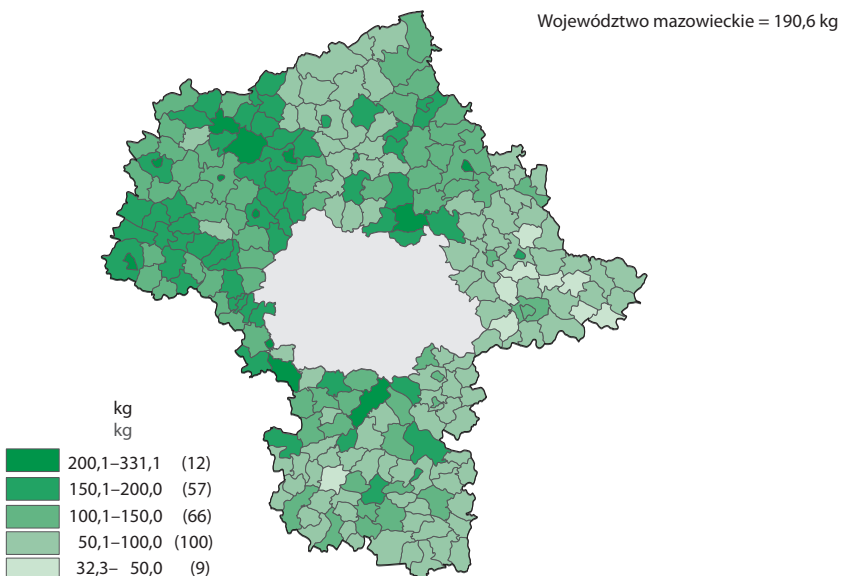 Województwo mazowieckie = 190,6 kg
kg
kg
200,1–331,1 (12)
150,1–200,0 (57)
100,1–150,0 (66)
50,1–100,0 (100)
32,3– 50,0 (9)